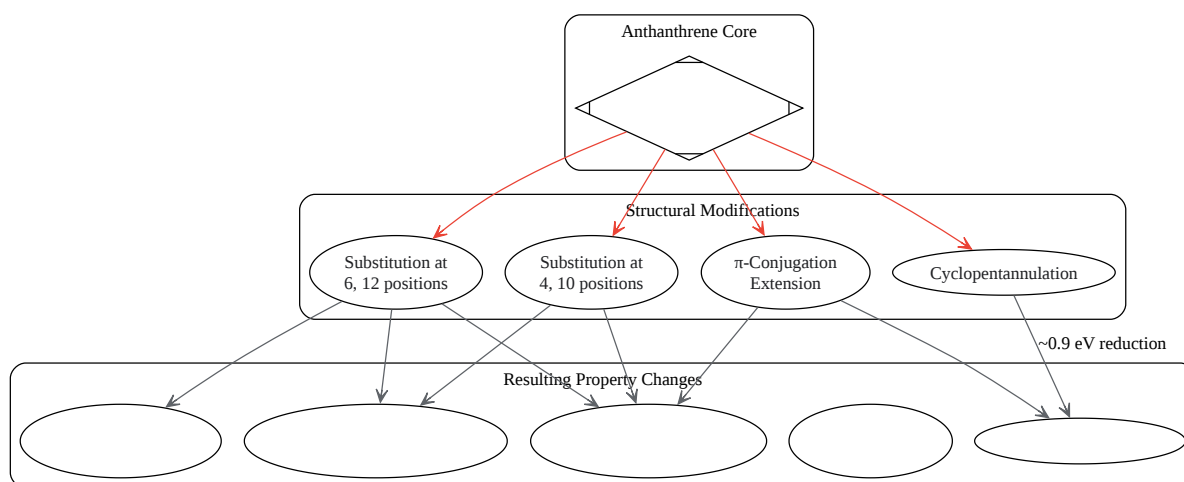 Anthanthrene Core
Structural Modifications
Substitution at
6, 12 positions
Substitution at
4, 10 positions
π-Conjugation
Extension
Cyclopentannulation
~0.9 eV reduction
Resulting Property Changes